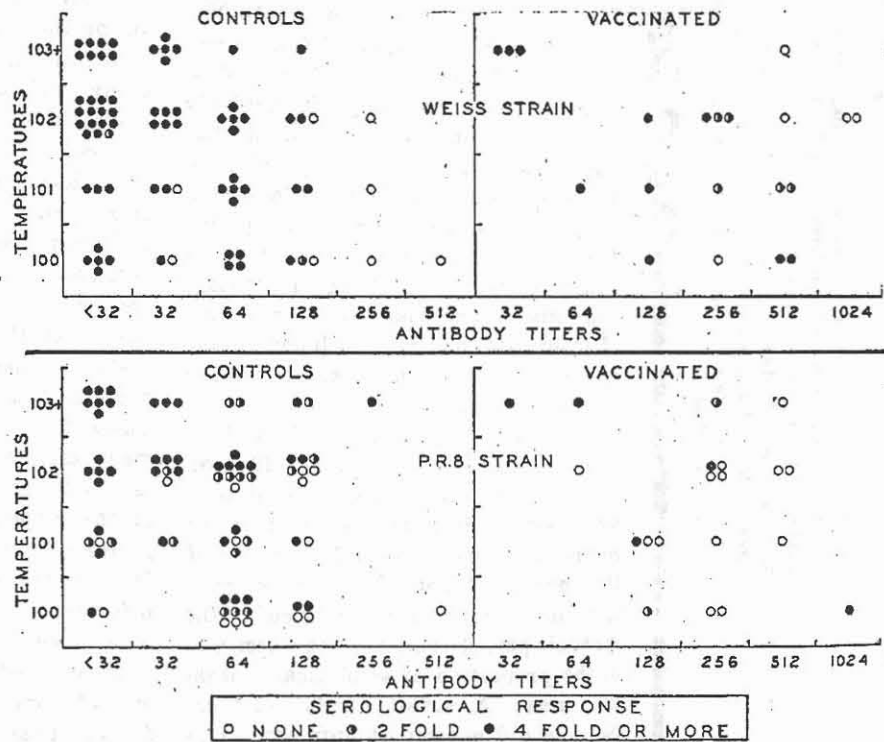 CONTROLS VACCINATED
103+
WEISS STRAIN
102
TEMPERATURES
101
100
<32 32 64 128 256 512 32 64 128 256 512 1024
ANTIBODY TITERS
CONTROLS VACCINATED
103+
P.R.8 STRAIN
102
TEMPERATURES
101
100
<32 32 64 128 256 512 32 64 128 256 512 1024
ANTIBODY TITERS
SEROLOGICAL RESPONSE
○ NONE ◑ 2 FOLD ● 4 FOLD OR MORE